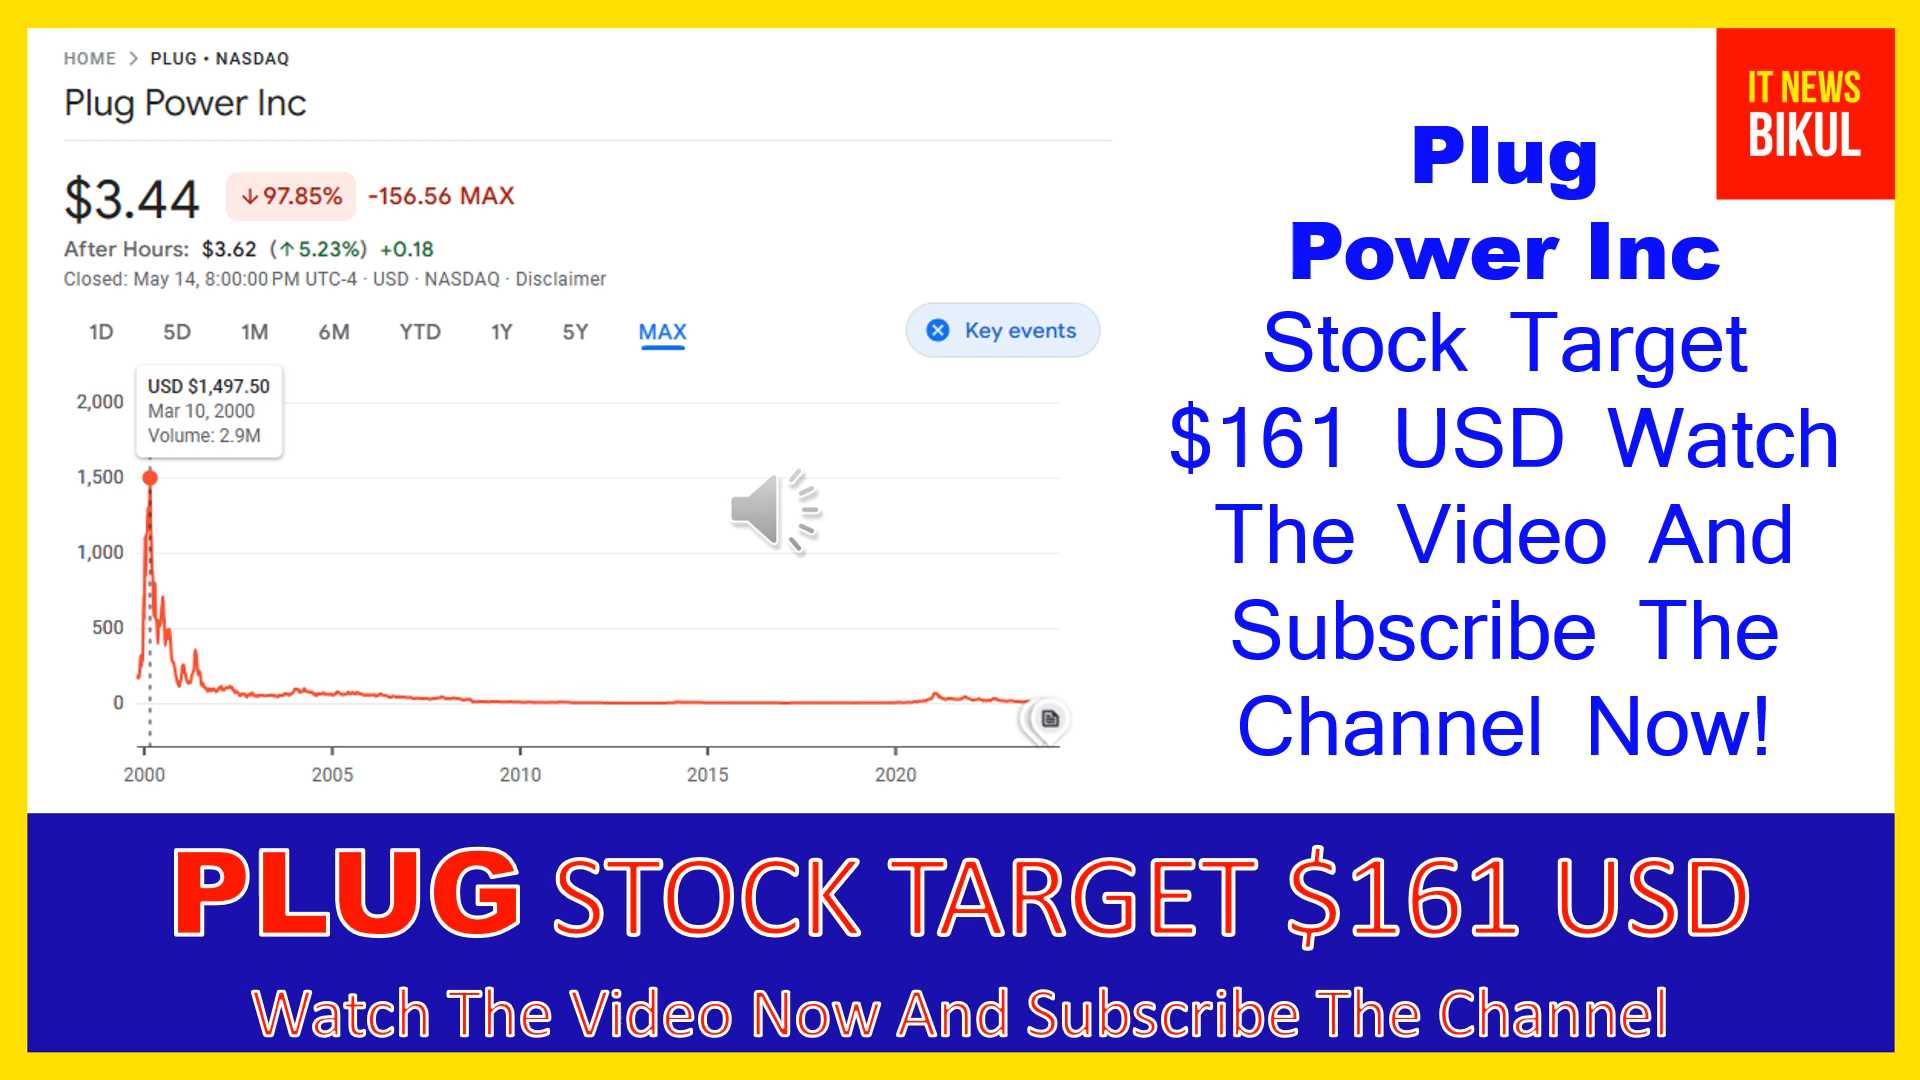 HOME > PLUG • NASDAQ
Plug Power Inc
$3.44 ↓97.85% -156.56 MAX
After Hours: $3.62 (↑5.23%) +0.18
Closed: May 14, 8:00:00 PM UTC-4 · USD · NASDAQ · Disclaimer
1D 5D 1M 6M YTD 1Y 5Y MAX
Key events
USD $1,497.50
Mar 10, 2000
Volume: 2.9M
2,000
1,500
1,000
500
0
2000 2005 2010 2015 2020
IT NEWS
BIKUL
Plug
Power Inc
Stock Target
$161 USD Watch
The Video And
Subscribe The
Channel Now!
PLUG STOCK TARGET $161 USD
Watch The Video Now And Subscribe The Channel